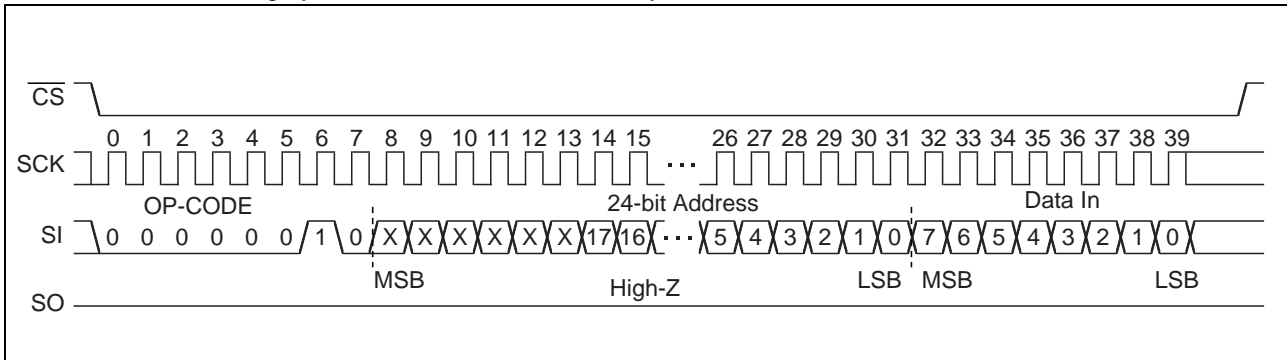 CS
0 1 2 3 4 5 6 7 8 9 10 11 12 13 14 15 26 27 28 29 30 31 32 33 34 35 36 37 38 39
SCK ···
OP-CODE 24-bit Address Data In
SI 0 0 0 0 0 0 1 0 X X X X X X 17 16 ··· 5 4 3 2 1 0 7 6 5 4 3 2 1 0
MSB High-Z LSB MSB LSB
SO